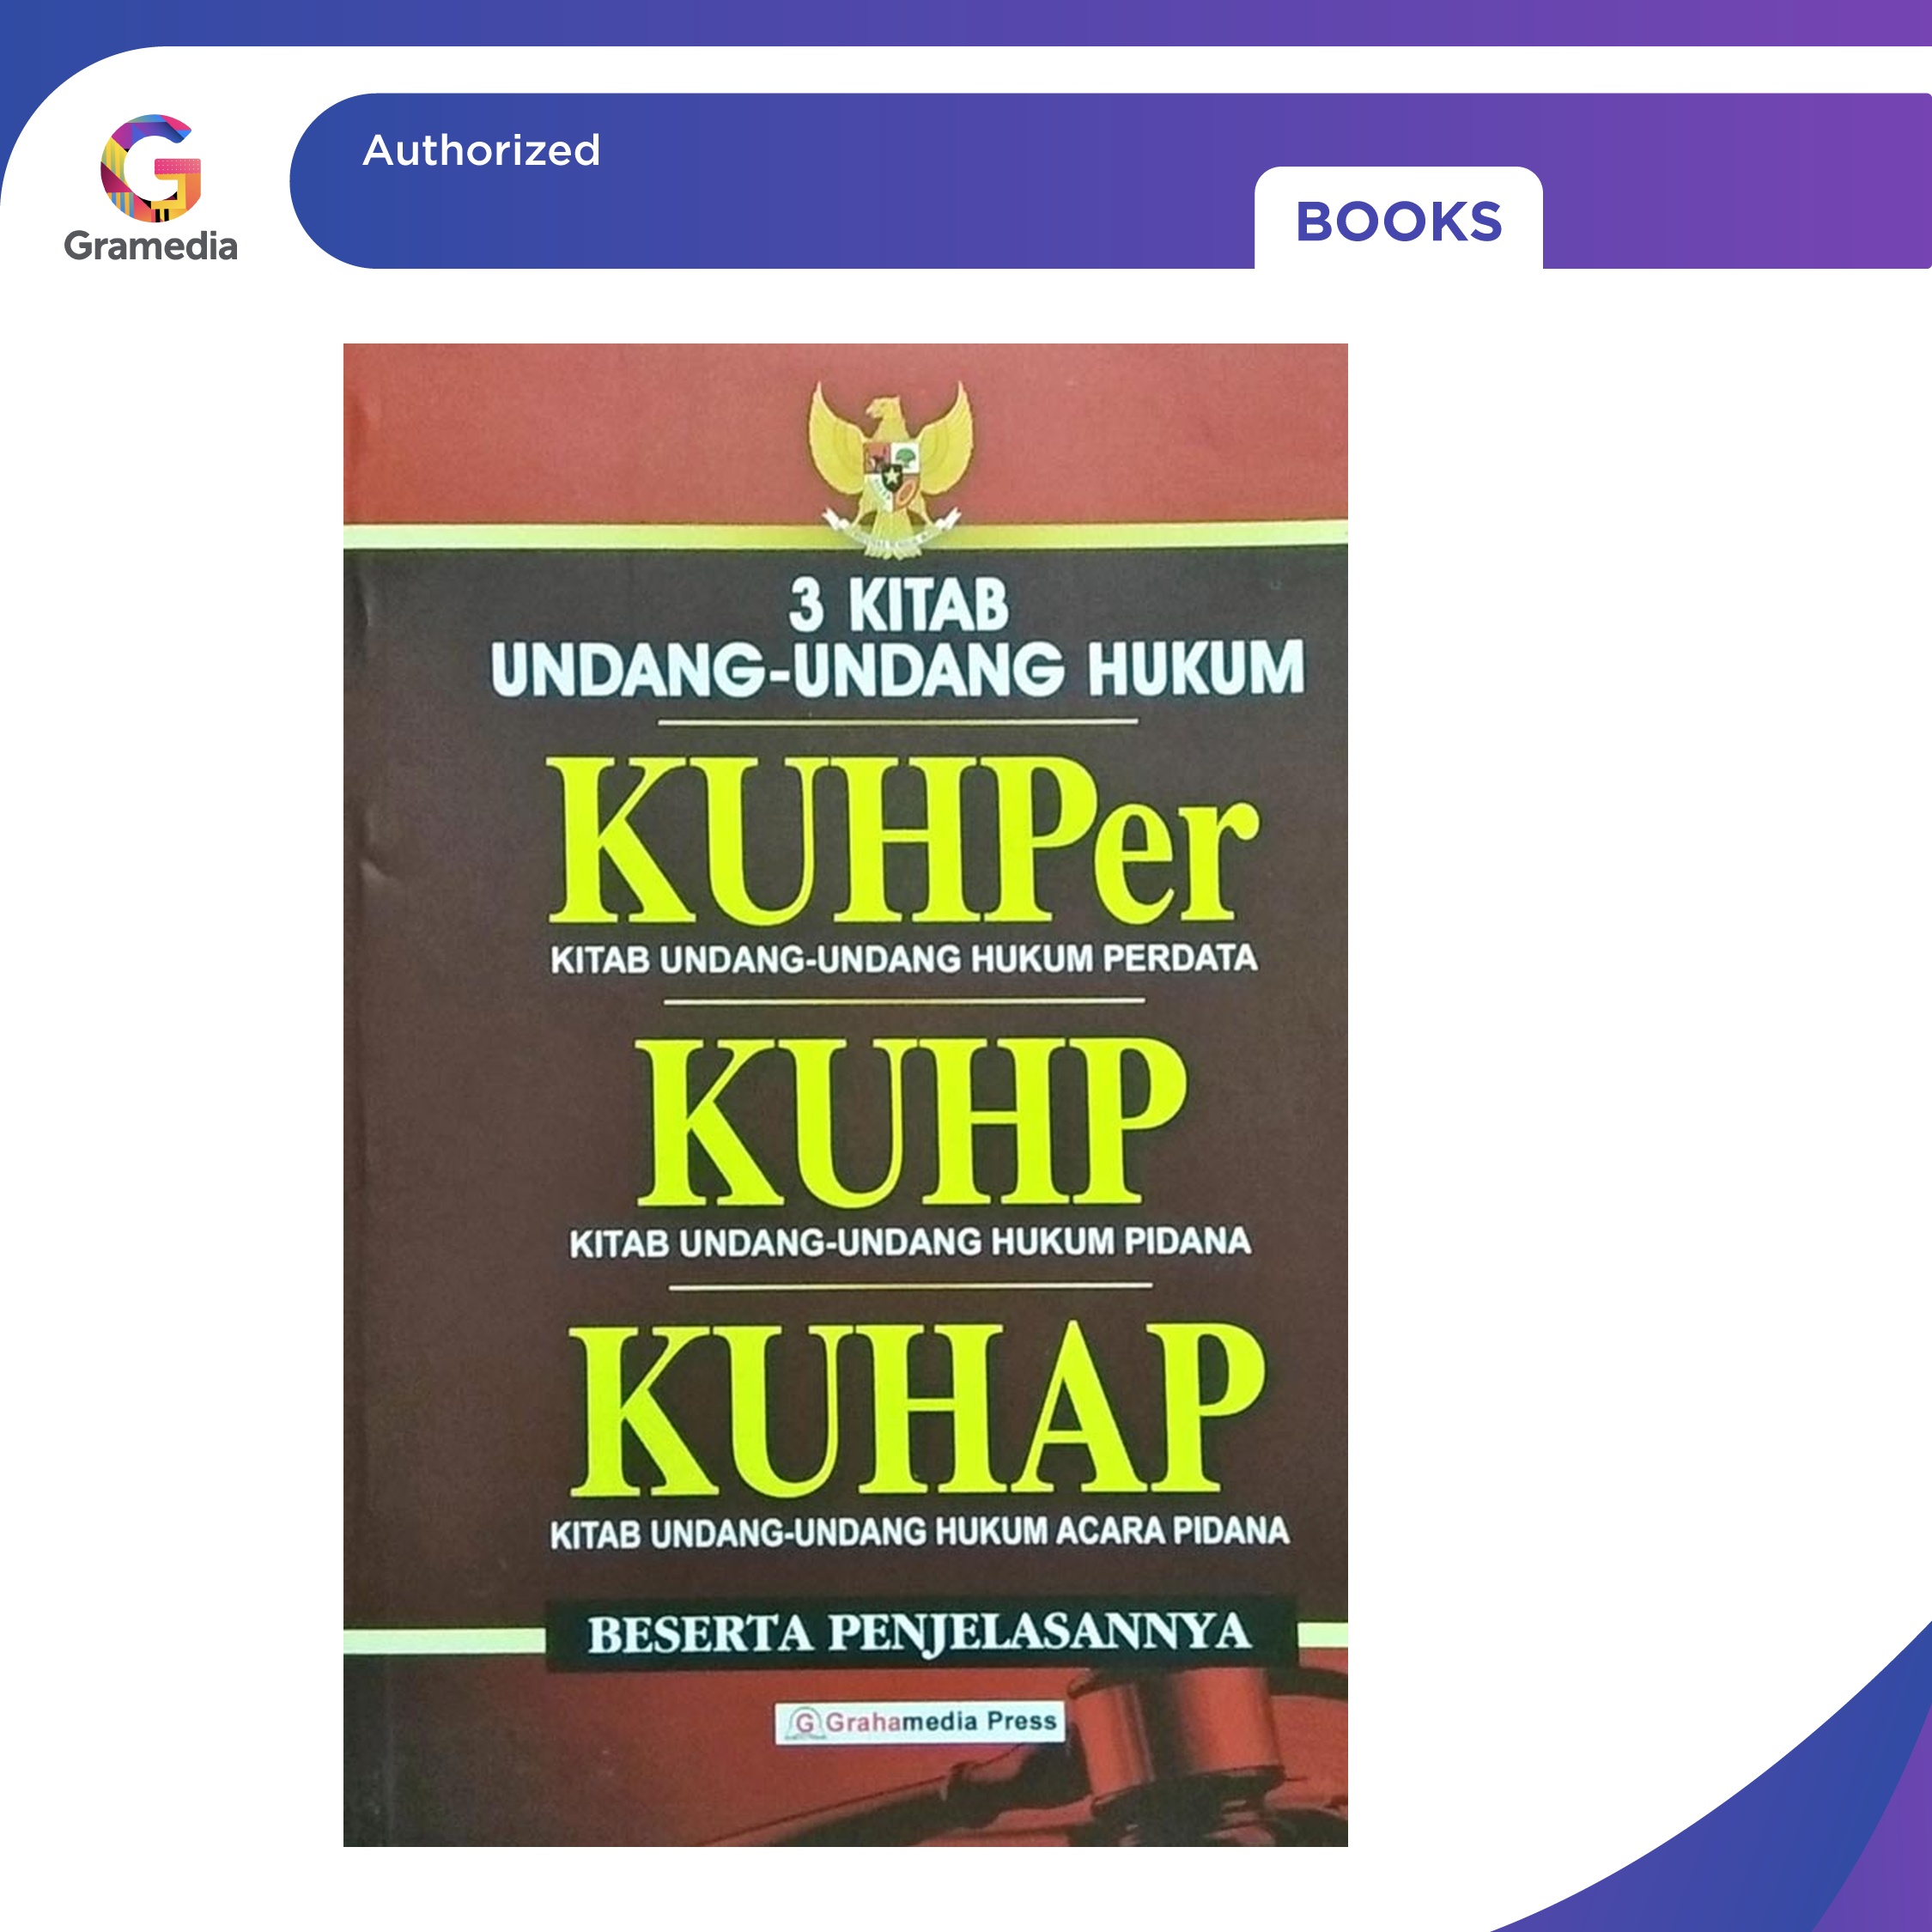 Gramedia
Authorized
BOOKS
3 KITAB
UNDANG-UNDANG HUKUM
KUHPer
KITAB UNDANG-UNDANG HUKUM PERDATA
KUHP
KITAB UNDANG-UNDANG HUKUM PIDANA
KUHAP
KITAB UNDANG-UNDANG HUKUM ACARA PIDANA
BESERTA PENJELASANNYA
G Grahamedia Press